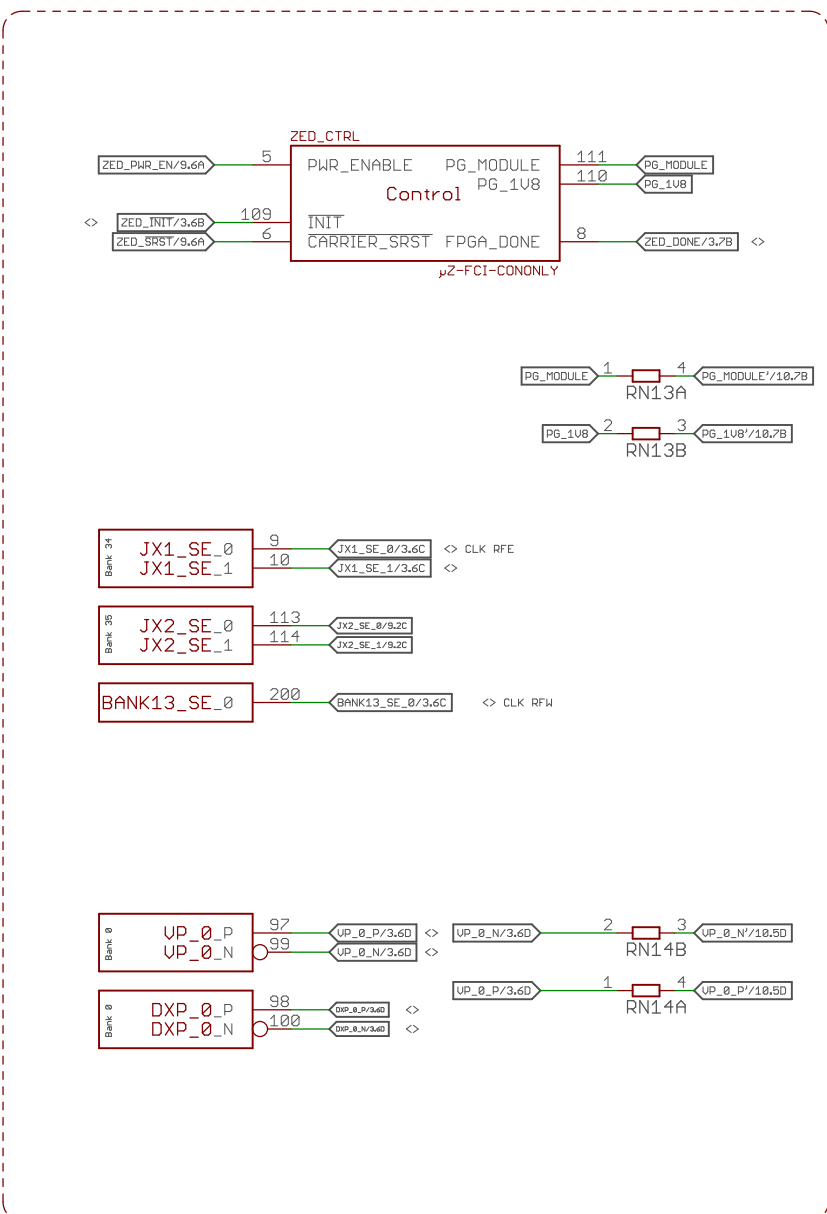 ZED_CTRL
ZED_PWR_EN/9.6A 5 PWR_ENABLE PG_MODULE 111 PG_MODULE
PG_1V8 110 PG_1V8
Control
<> ZED_INIT/3.6B 109 INIT
ZED_SRST/9.6A 6 CARRIER_SRST FPGA_DONE 8 ZED_DONE/3.7B <>
µZ-FCI-CONONLY
PG_MODULE 1 4 PG_MODULE'/10.7B
RN13A
PG_1V8 2 3 PG_1V8'/10.7B
RN13B
Bank 34
JX1_SE_0 9 JX1_SE_0/3.6C <> CLK RFE
JX1_SE_1 10 JX1_SE_1/3.6C <>
Bank 35
JX2_SE_0 113 JX2_SE_0/9.2C
JX2_SE_1 114 JX2_SE_1/9.2C
BANK13_SE_0 200 BANK13_SE_0/3.6C <> CLK RFW
Bank 0
VP_0_P 97 VP_0_P/3.6D <> VP_0_N/3.6D 2 3 VP_0_N'/10.5D
VP_0_N 99 VP_0_N/3.6D <> RN14B
VP_0_P/3.6D 1 4 VP_0_P'/10.5D
RN14A
Bank 0
DXP_0_P 98 DXP_0_P/3.6D <>
DXP_0_N 100 DXP_0_N/3.6D <>